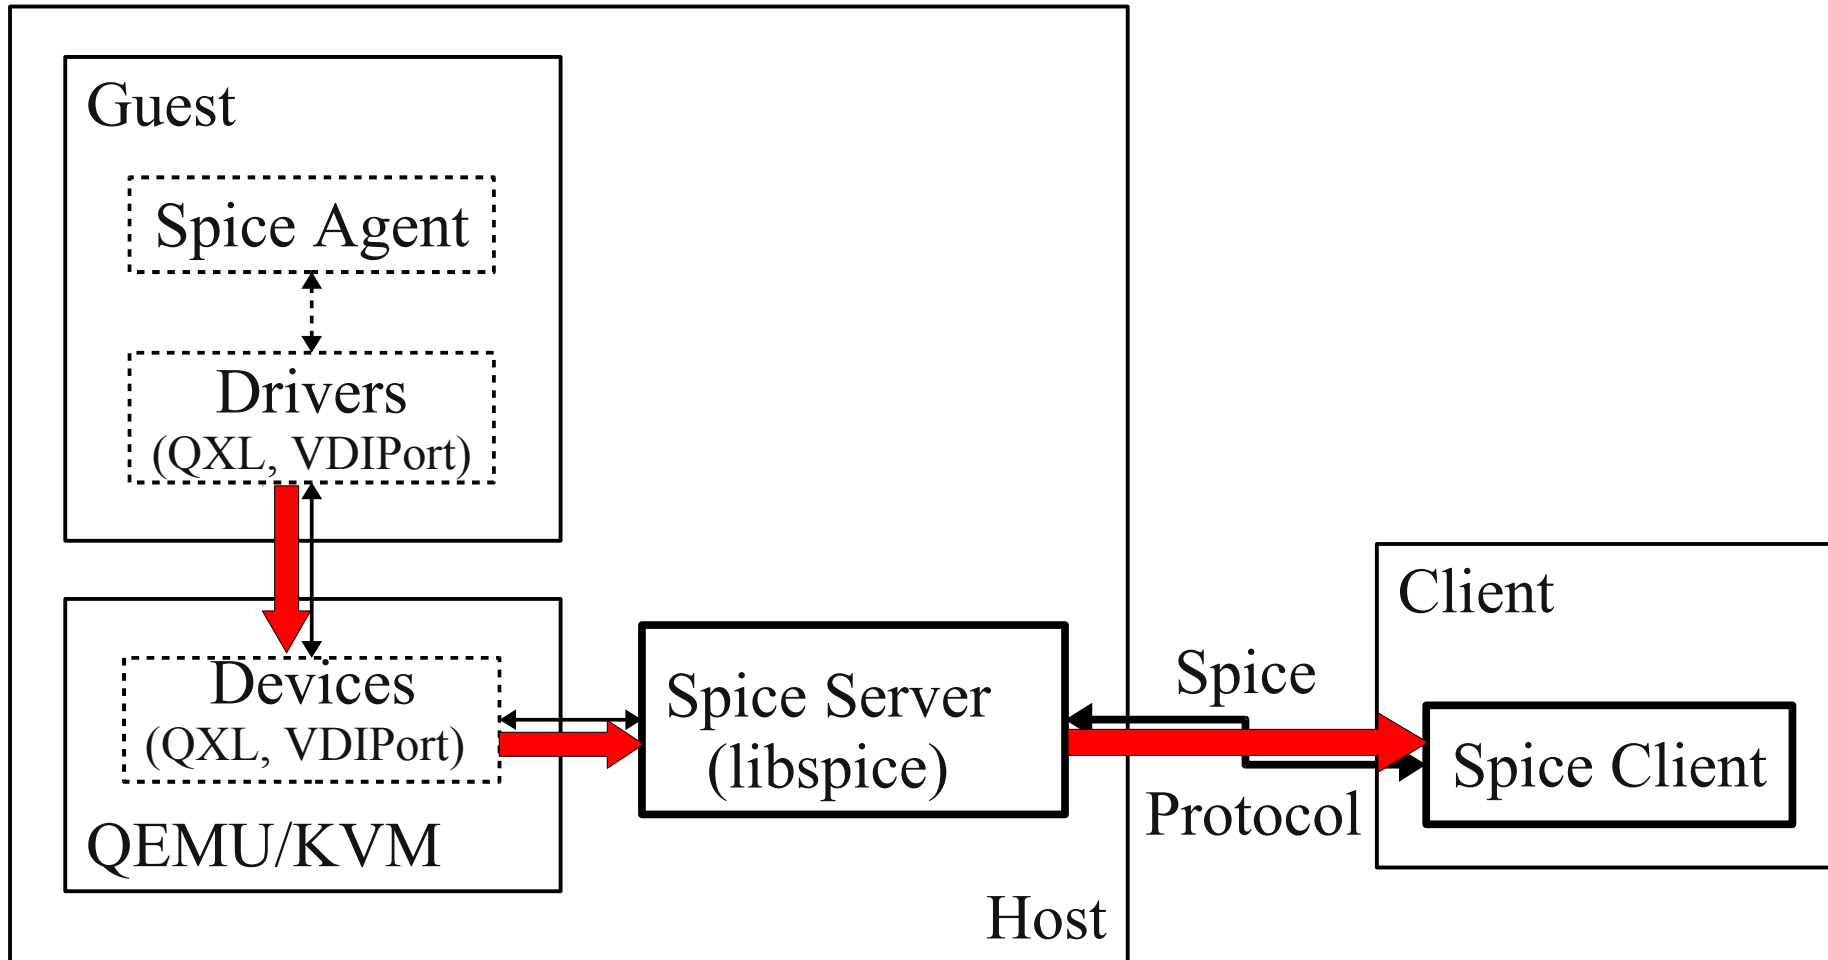 Guest
Spice Agent
Drivers
(QXL, VDIPort)
Devices
(QXL, VDIPort)
QEMU/KVM
Spice Server
(libspice)
Host
Spice
Protocol
Client
Spice Client